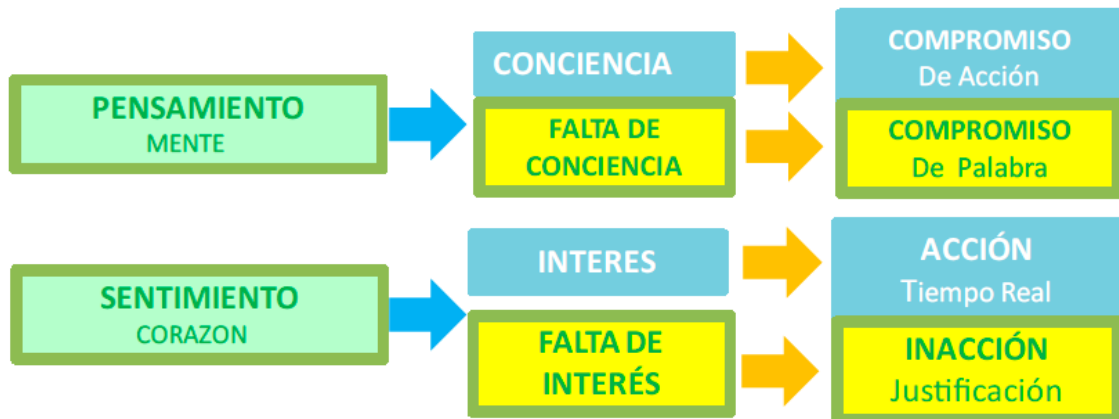 PENSAMIENTO
MENTE
CONCIENCIA
FALTA DE
CONCIENCIA
COMPROMISO
De Acción
COMPROMISO
De Palabra
SENTIMIENTO
CORAZON
INTERES
FALTA DE
INTERÉS
ACCIÓN
Tiempo Real
INACCIÓN
Justificación